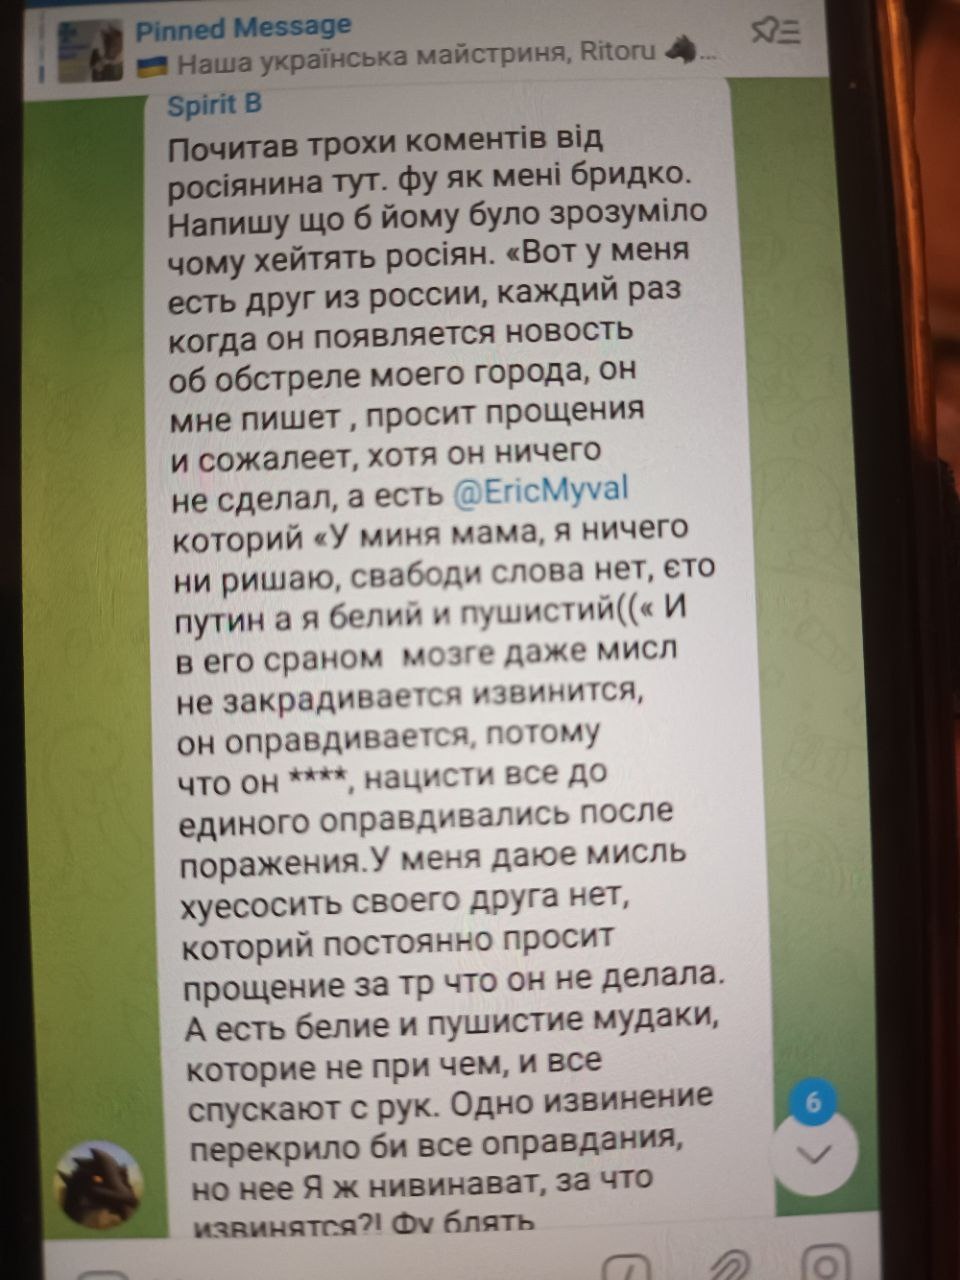 Pinned Message
Наша українська майстриня, Ritoru ...
Spirit B
Почитав трохи коментів від
росіянина тут. фу як мені бридко.
Напишу що б йому було зрозуміло
чому хейтять росіян. «Вот у меня
есть друг из россии, каждий раз
когда он появляется новость
об обстреле моего города, он
мне пишет , просит прощения
и сожалеет, хотя он ничего
не сделал, а есть @EricMyval
которий «У миня мама, я ничего
ни ришаю, свабоди слова нет, єто
путин а я белий и пушистий((« И
в его сраном мозге даже мисл
не закрадивается извинится,
он оправдивается, потому
что он ****, нацисти все до
единого оправдивались после
поражения.У меня даюе мисль
хуесосить своего друга нет,
которий постоянно просит
прощение за тр что он не делала.
А есть белие и пушистие мудаки,
которие не при чем, и все
спускают с рук. Одно извинение
перекрило би все оправдания,
но нее Я ж нивинават, за что
извинятся?! Фу блять
6